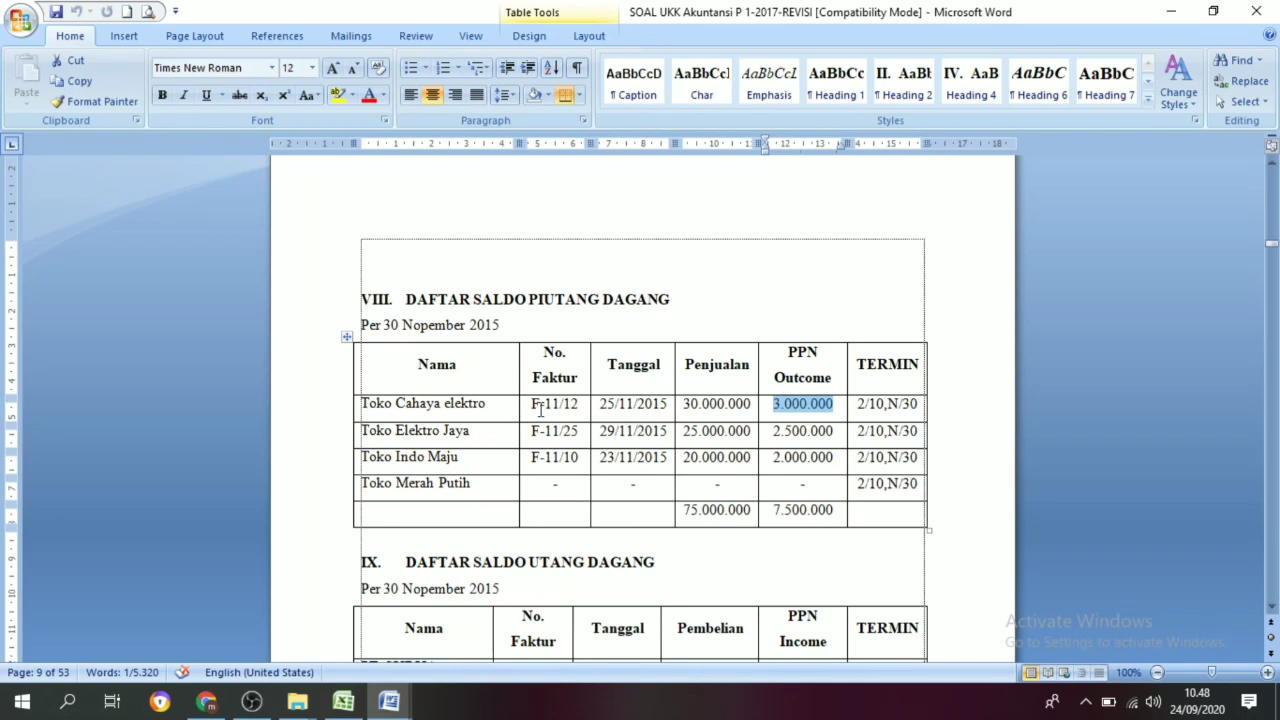 Table Tools
SOAL UKK Akuntansi P 1-2017-REVISI [Compatibility Mode] - Microsoft Word
Home Insert Page Layout References Mailings Review View Design Layout
Paste
Cut
Copy
Format Painter
Clipboard
Times New Roman 12
Font
Paragraph
AaBbCcD AaBbCcI AaBbCcD AaBbCc II. AaBb IV. AaB AaBbC AaBbC
¶ Caption Char Emphasis ¶ Heading 1 ¶ Heading 2 ¶ Heading 4 ¶ Heading 6 ¶ Heading 7
Change Styles
Styles
Find
Replace
Select
Editing
VIII. DAFTAR SALDO PIUTANG DAGANG
Per 30 Nopember 2015
Nama No. Faktur Tanggal Penjualan PPN Outcome TERMIN
Toko Cahaya elektro F-11/12 25/11/2015 30.000.000 3.000.000 2/10,N/30
Toko Elektro Jaya F-11/25 29/11/2015 25.000.000 2.500.000 2/10,N/30
Toko Indo Maju F-11/10 23/11/2015 20.000.000 2.000.000 2/10,N/30
Toko Merah Putih - - - - 2/10,N/30
75.000.000 7.500.000
IX. DAFTAR SALDO UTANG DAGANG
Per 30 Nopember 2015
Nama No. Faktur Tanggal Pembelian PPN Income TERMIN
Activate Windows
Go to Settings to activate Windows.
Page: 9 of 53 Words: 1/5.320 English (United States) 100%
10.48
24/09/2020